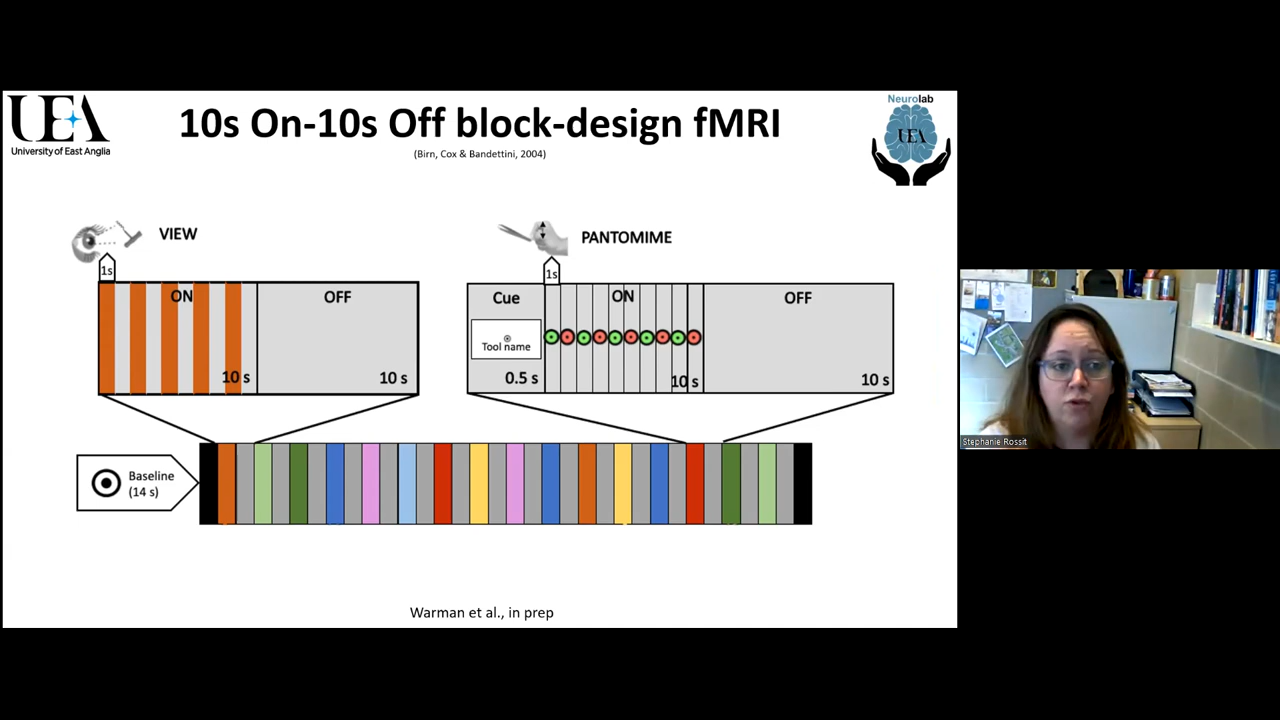 UEA
University of East Anglia
10s On-10s Off block-design fMRI
(Birn, Cox & Bandettini, 2004)
Neurolab
UEA
VIEW
1s
ON
OFF
10 s
10 s
PANTOMIME
1s
Cue
ON
OFF
Tool name
0.5 s
10 s
10 s
Baseline
(14 s)
Warman et al., in prep
Stephanie Rossit